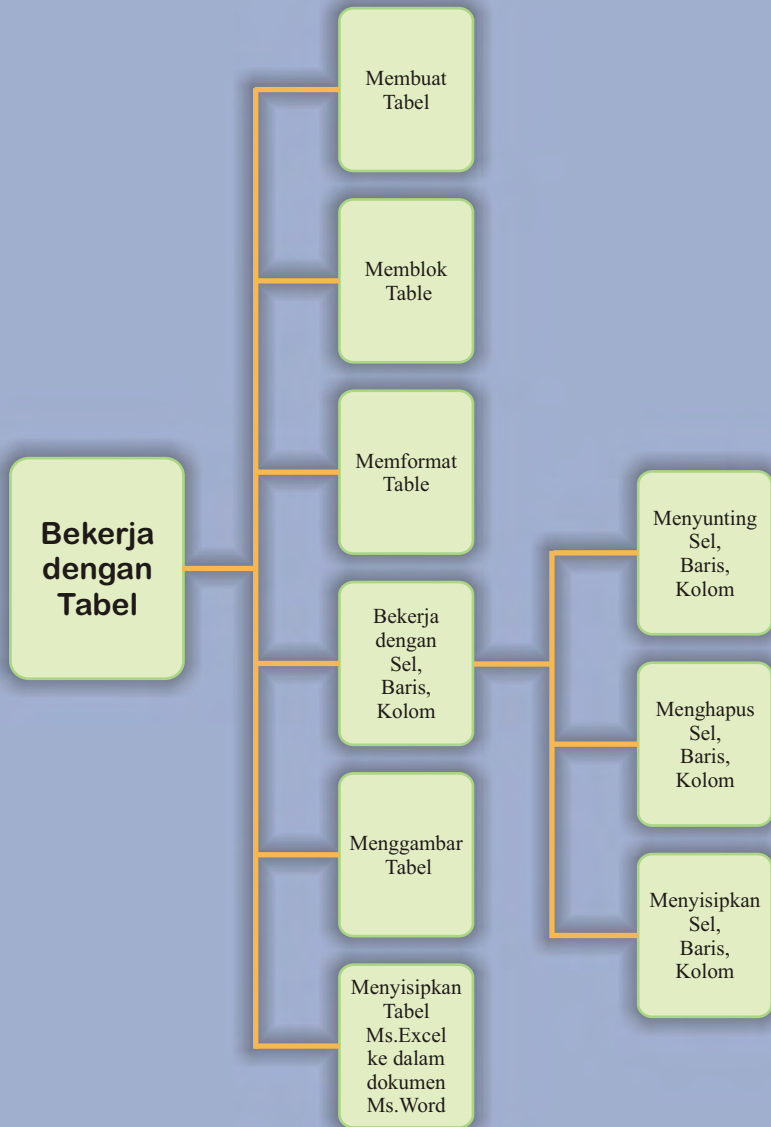 Bekerja
dengan
Tabel
Membuat
Tabel
Memblok
Table
Memformat
Table
Bekerja
dengan
Sel,
Baris,
Kolom
Menyunting
Sel,
Baris,
Kolom
Menghapus
Sel,
Baris,
Kolom
Menyisipkan
Sel,
Baris,
Kolom
Menggambar
Tabel
Menyisipkan
Tabel
Ms.Excel
ke dalam
dokumen
Ms.Word